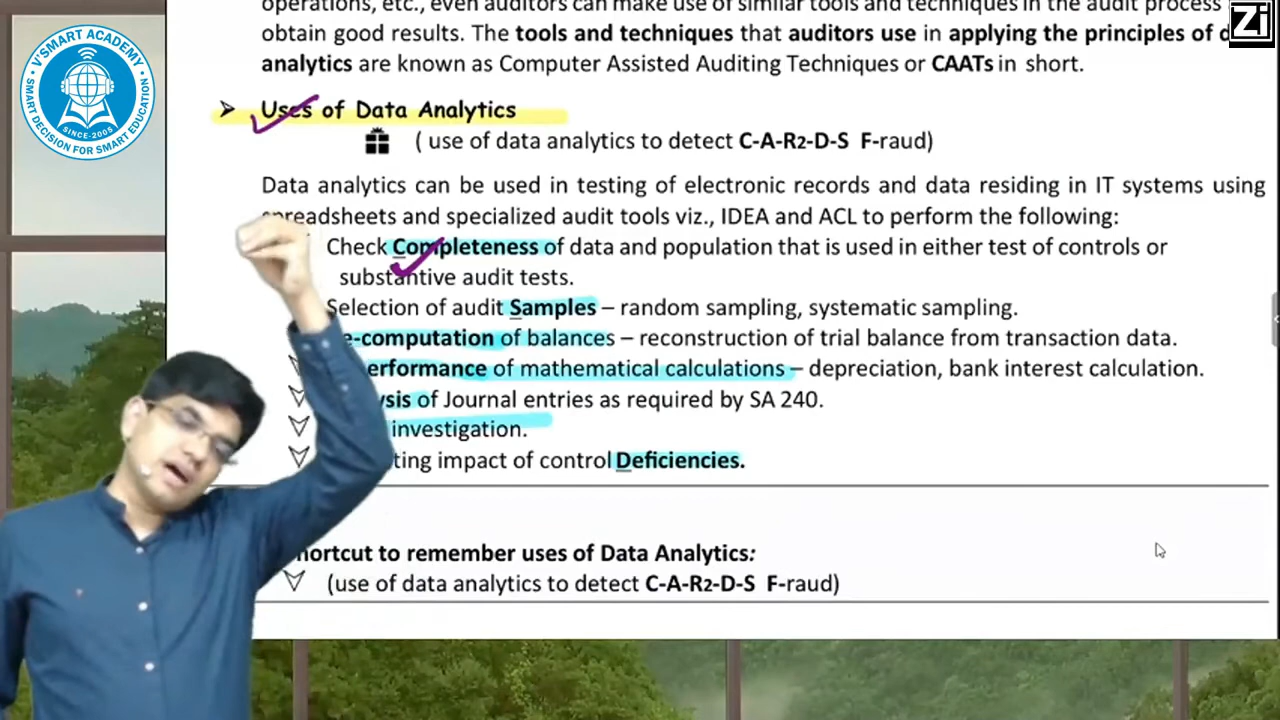 V'SMART ACADEMY
SINCE-2005
SMART DECISION FOR SMART EDUCATION
Zi
operations, etc., even auditors can make use of similar tools and techniques in the audit process
obtain good results. The tools and techniques that auditors use in applying the principles of
analytics are known as Computer Assisted Auditing Techniques or CAATs in short.
➤ Uses of Data Analytics
( use of data analytics to detect C-A-R2-D-S F-raud)
Data analytics can be used in testing of electronic records and data residing in IT systems using
spreadsheets and specialized audit tools viz., IDEA and ACL to perform the following:
Check Completeness of data and population that is used in either test of controls or
substantive audit tests.
Selection of audit Samples – random sampling, systematic sampling.
e-computation of balances – reconstruction of trial balance from transaction data.
erformance of mathematical calculations – depreciation, bank interest calculation.
ysis of Journal entries as required by SA 240.
investigation.
ting impact of control Deficiencies.
hortcut to remember uses of Data Analytics:
(use of data analytics to detect C-A-R2-D-S F-raud)